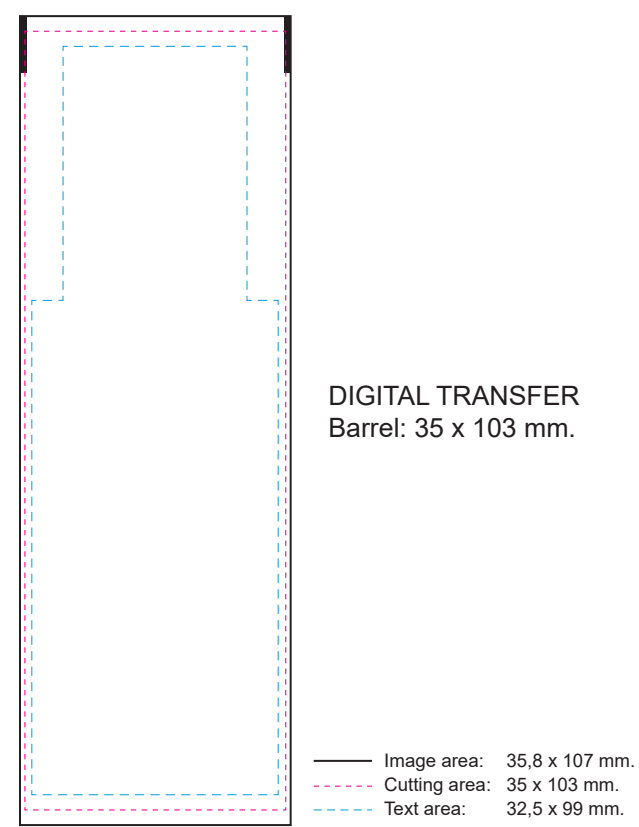 DIGITAL TRANSFER
Barrel: 35 x 103 mm.
Image area: 35,8 x 107 mm.
Cutting area: 35 x 103 mm.
Text area: 32,5 x 99 mm.